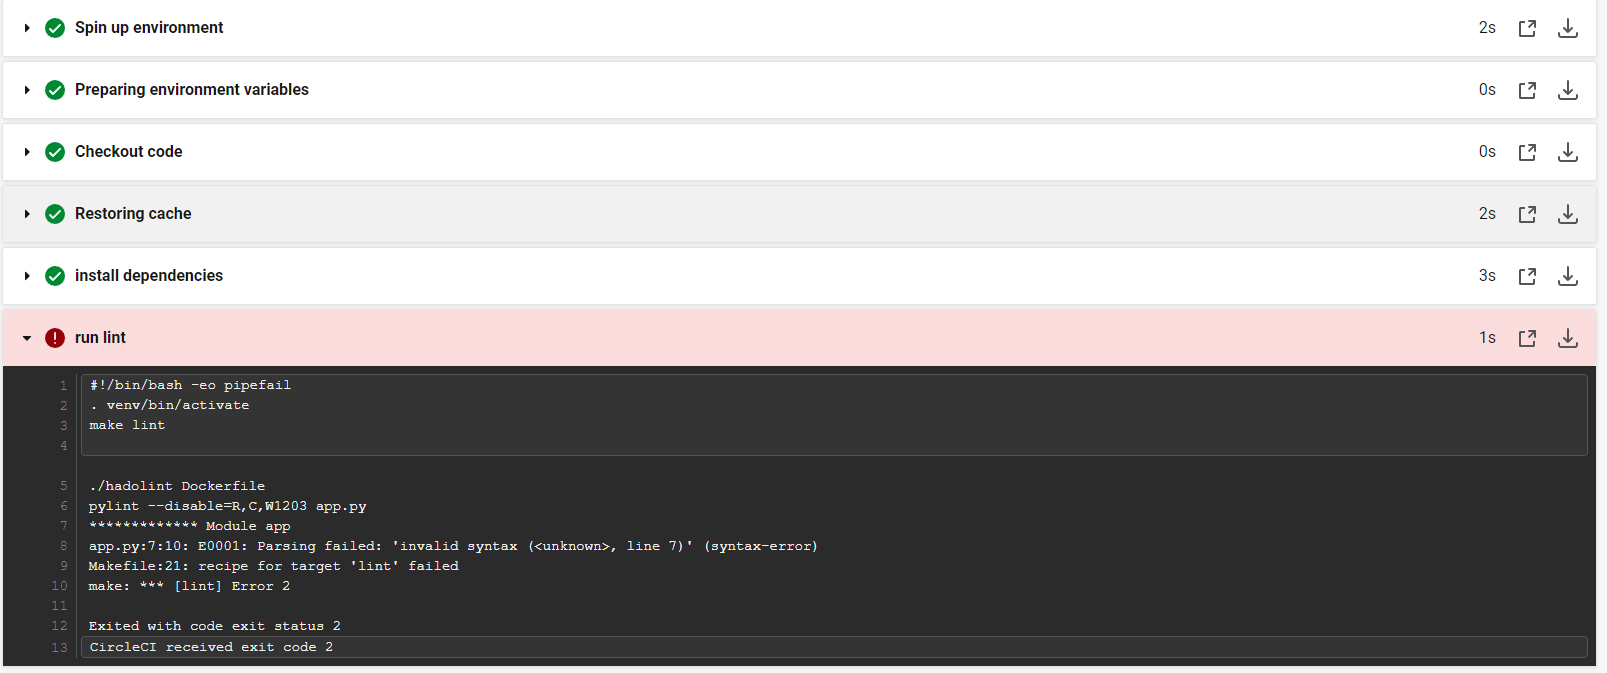 Spin up environment 2s
Preparing environment variables 0s
Checkout code 0s
Restoring cache 2s
install dependencies 3s
run lint 1s
1 #!/bin/bash -eo pipefail
2 . venv/bin/activate
3 make lint
4
5 ./hadolint Dockerfile
6 pylint --disable=R,C,W1203 app.py
7 ************* Module app
8 app.py:7:10: E0001: Parsing failed: 'invalid syntax (<unknown>, line 7)' (syntax-error)
9 Makefile:21: recipe for target 'lint' failed
10 make: *** [lint] Error 2
11
12 Exited with code exit status 2
13 CircleCI received exit code 2